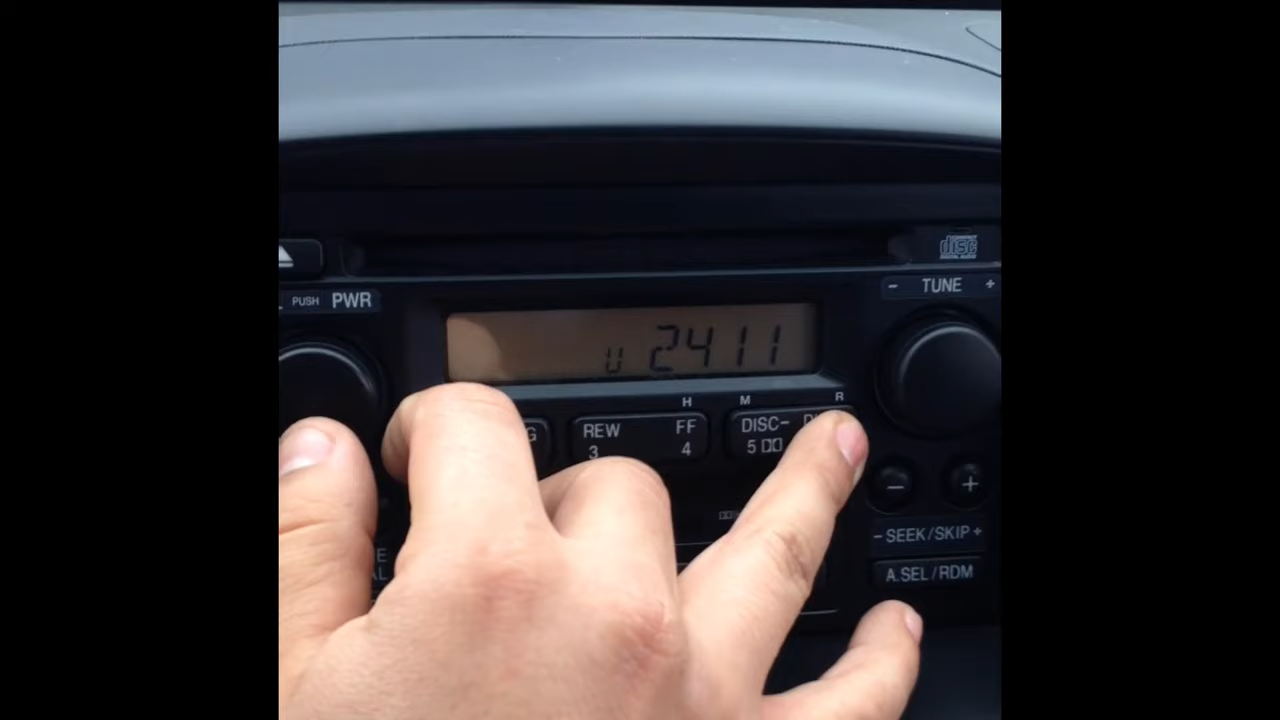 disc
- TUNE +
PUSH PWR
U 2411
H M R
REW FF DISC-
3 4 5
- +
-SEEK/SKIP+
A.SEL/RDM